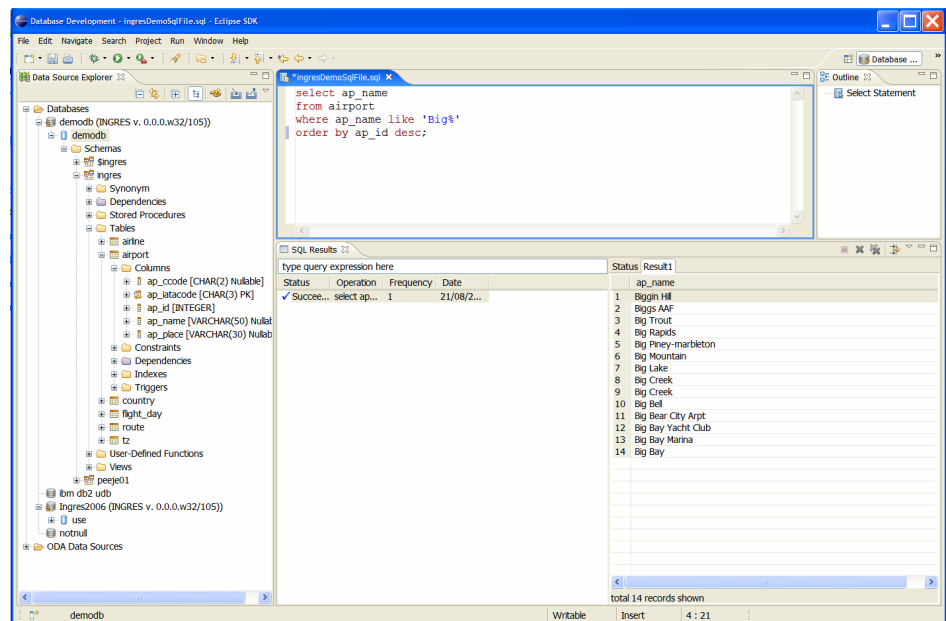 Database Development - ingresDemoSqlFile.sql - Eclipse SDK
File Edit Navigate Search Project Run Window Help
Database ...
Data Source Explorer
Databases
demodb (INGRES v. 0.0.0.w32/105))
demodb
Schemas
$ingres
ingres
Synonym
Dependencies
Stored Procedures
Tables
airline
airport
Columns
ap_ccode [CHAR(2) Nullable]
ap_iatacode [CHAR(3) PK]
ap_id [INTEGER]
ap_name [VARCHAR(50) Nullab
ap_place [VARCHAR(30) Nullab
Constraints
Dependencies
Indexes
Triggers
country
flight_day
route
tz
User-Defined Functions
Views
peeje01
ibm db2 udb
Ingres2006 (INGRES v. 0.0.0.w32/105))
use
notnull
ODA Data Sources
*ingresDemoSqlFile.sql
select ap_name
from airport
where ap_name like 'Big%'
order by ap_id desc;
Outline
Select Statement
SQL Results
type query expression here
Status Operation Frequency Date
Succee... select ap... 1 21/08/2...
Status Result1
ap_name
1 Biggin Hill
2 Biggs AAF
3 Big Trout
4 Big Rapids
5 Big Piney-marbleton
6 Big Mountain
7 Big Lake
8 Big Creek
9 Big Creek
10 Big Bell
11 Big Bear City Arpt
12 Big Bay Yacht Club
13 Big Bay Marina
14 Big Bay
total 14 records shown
demodb
Writable Insert 4 : 21